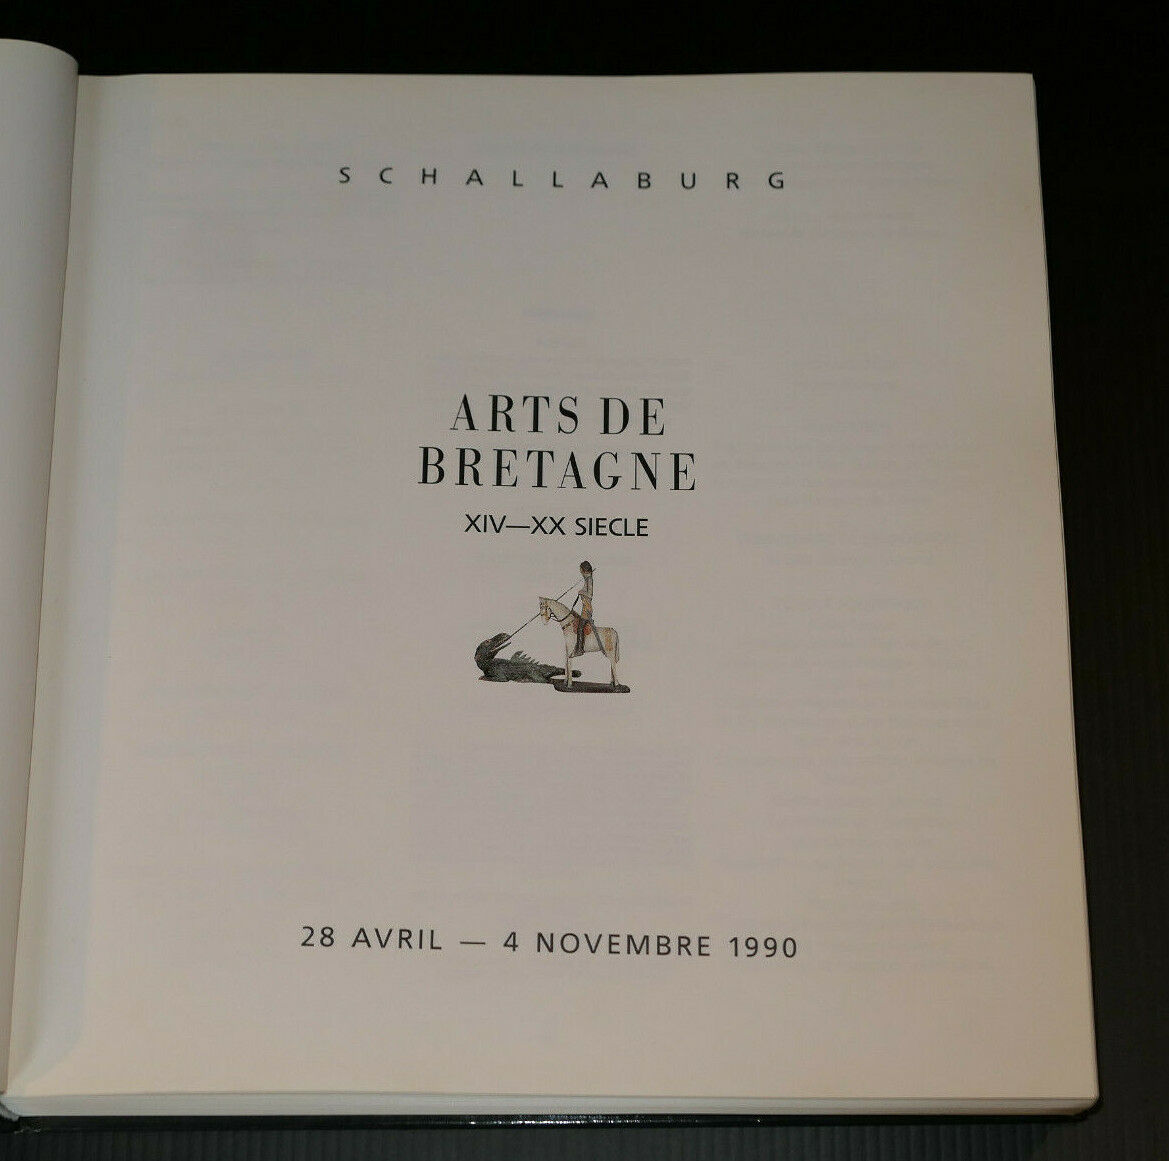 SCHALLABURG
ARTS DE
BRETAGNE
XIV—XX SIECLE
28 AVRIL — 4 NOVEMBRE 1990